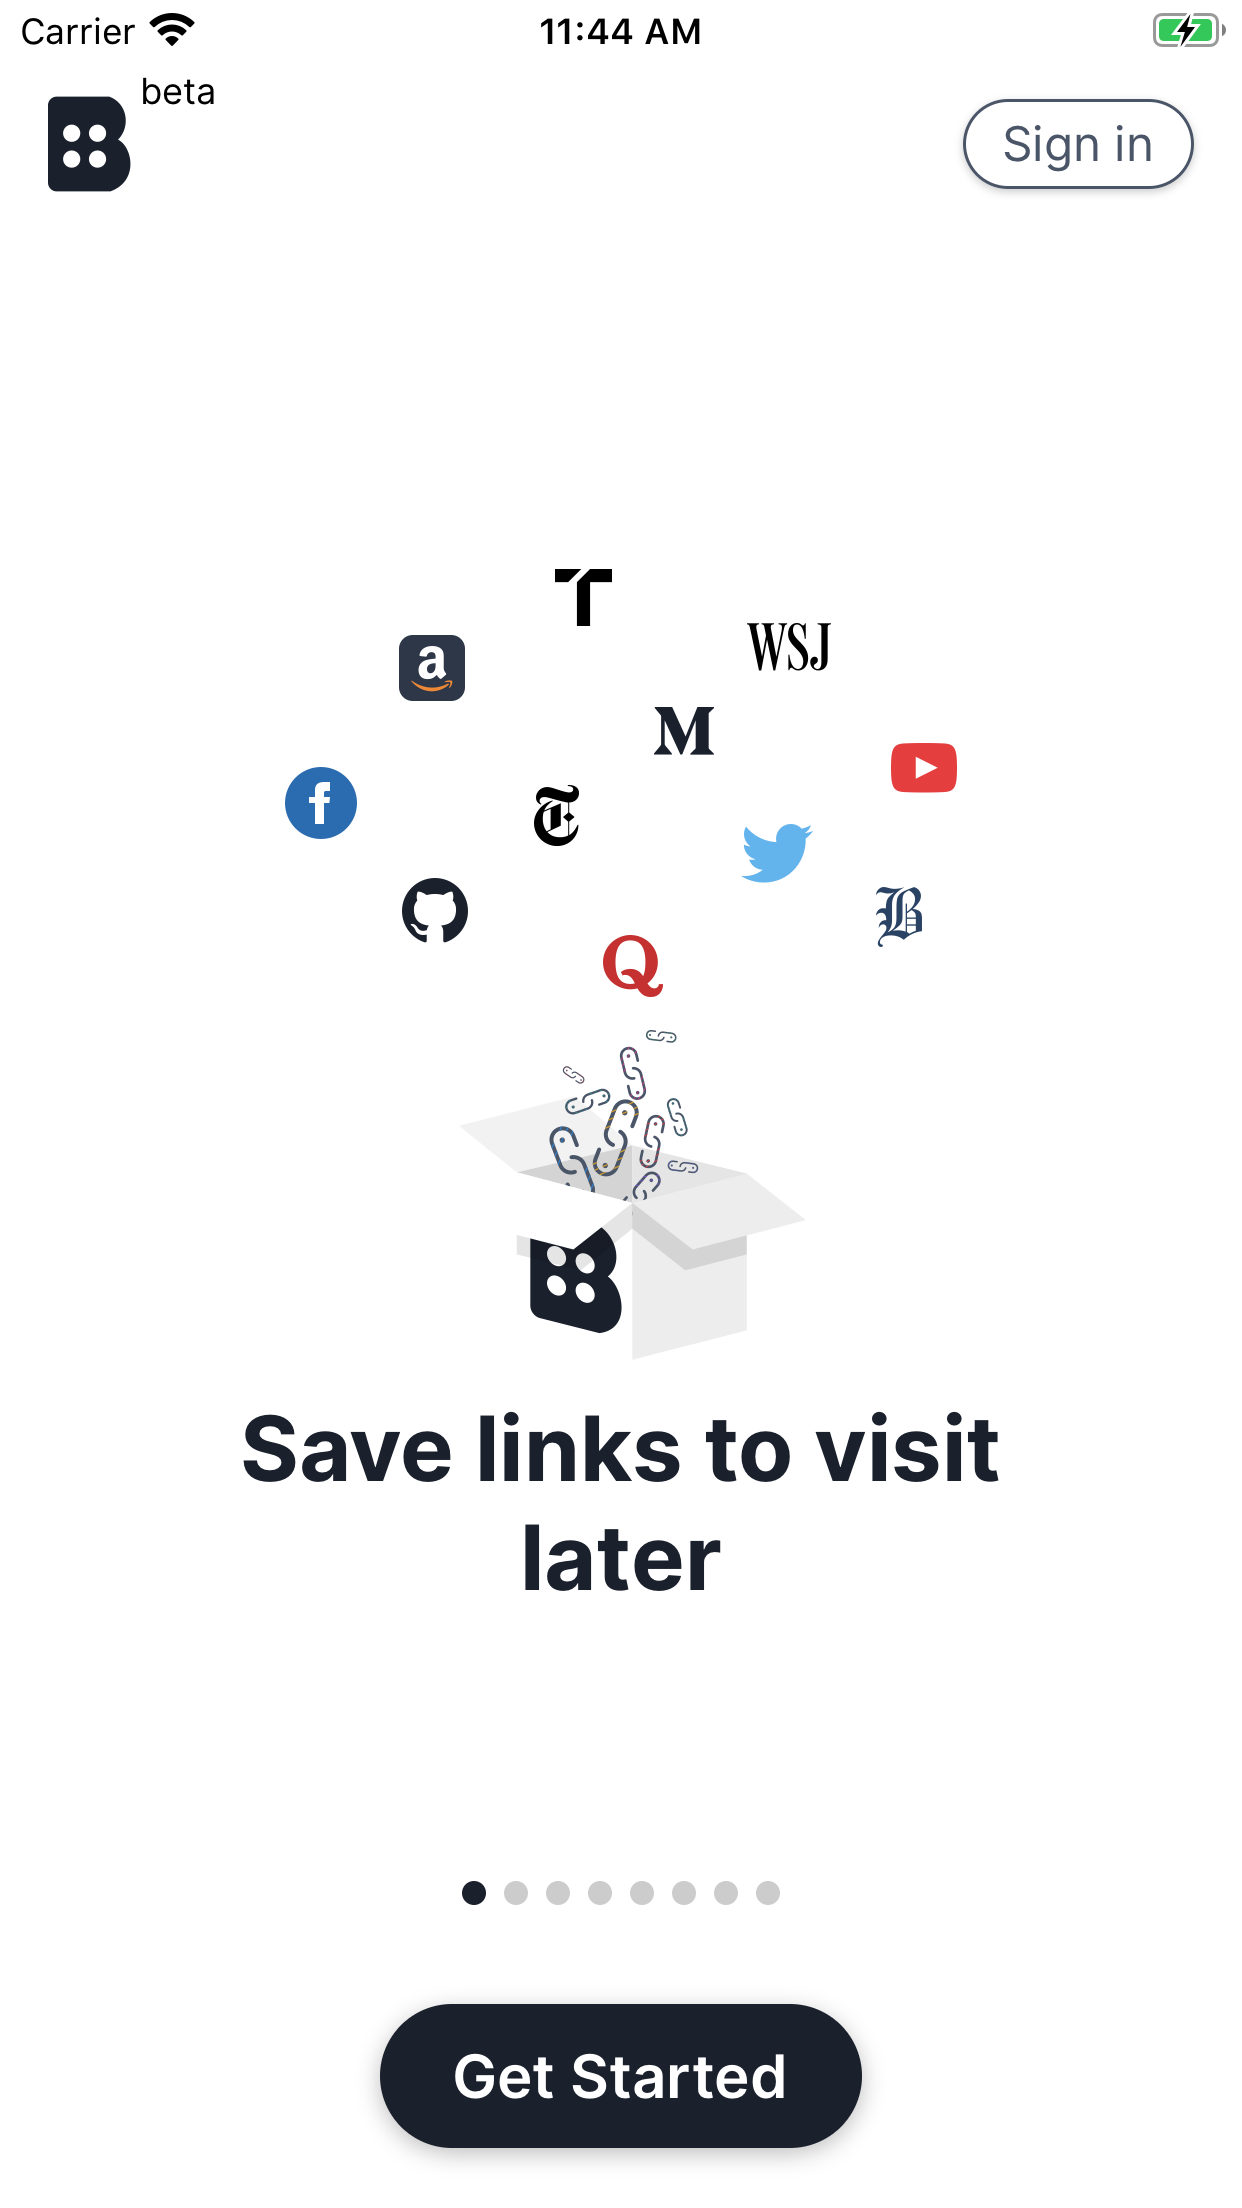 Carrier 11:44 AM
beta
Sign in
WSJ
Save links to visit
later
Get Started